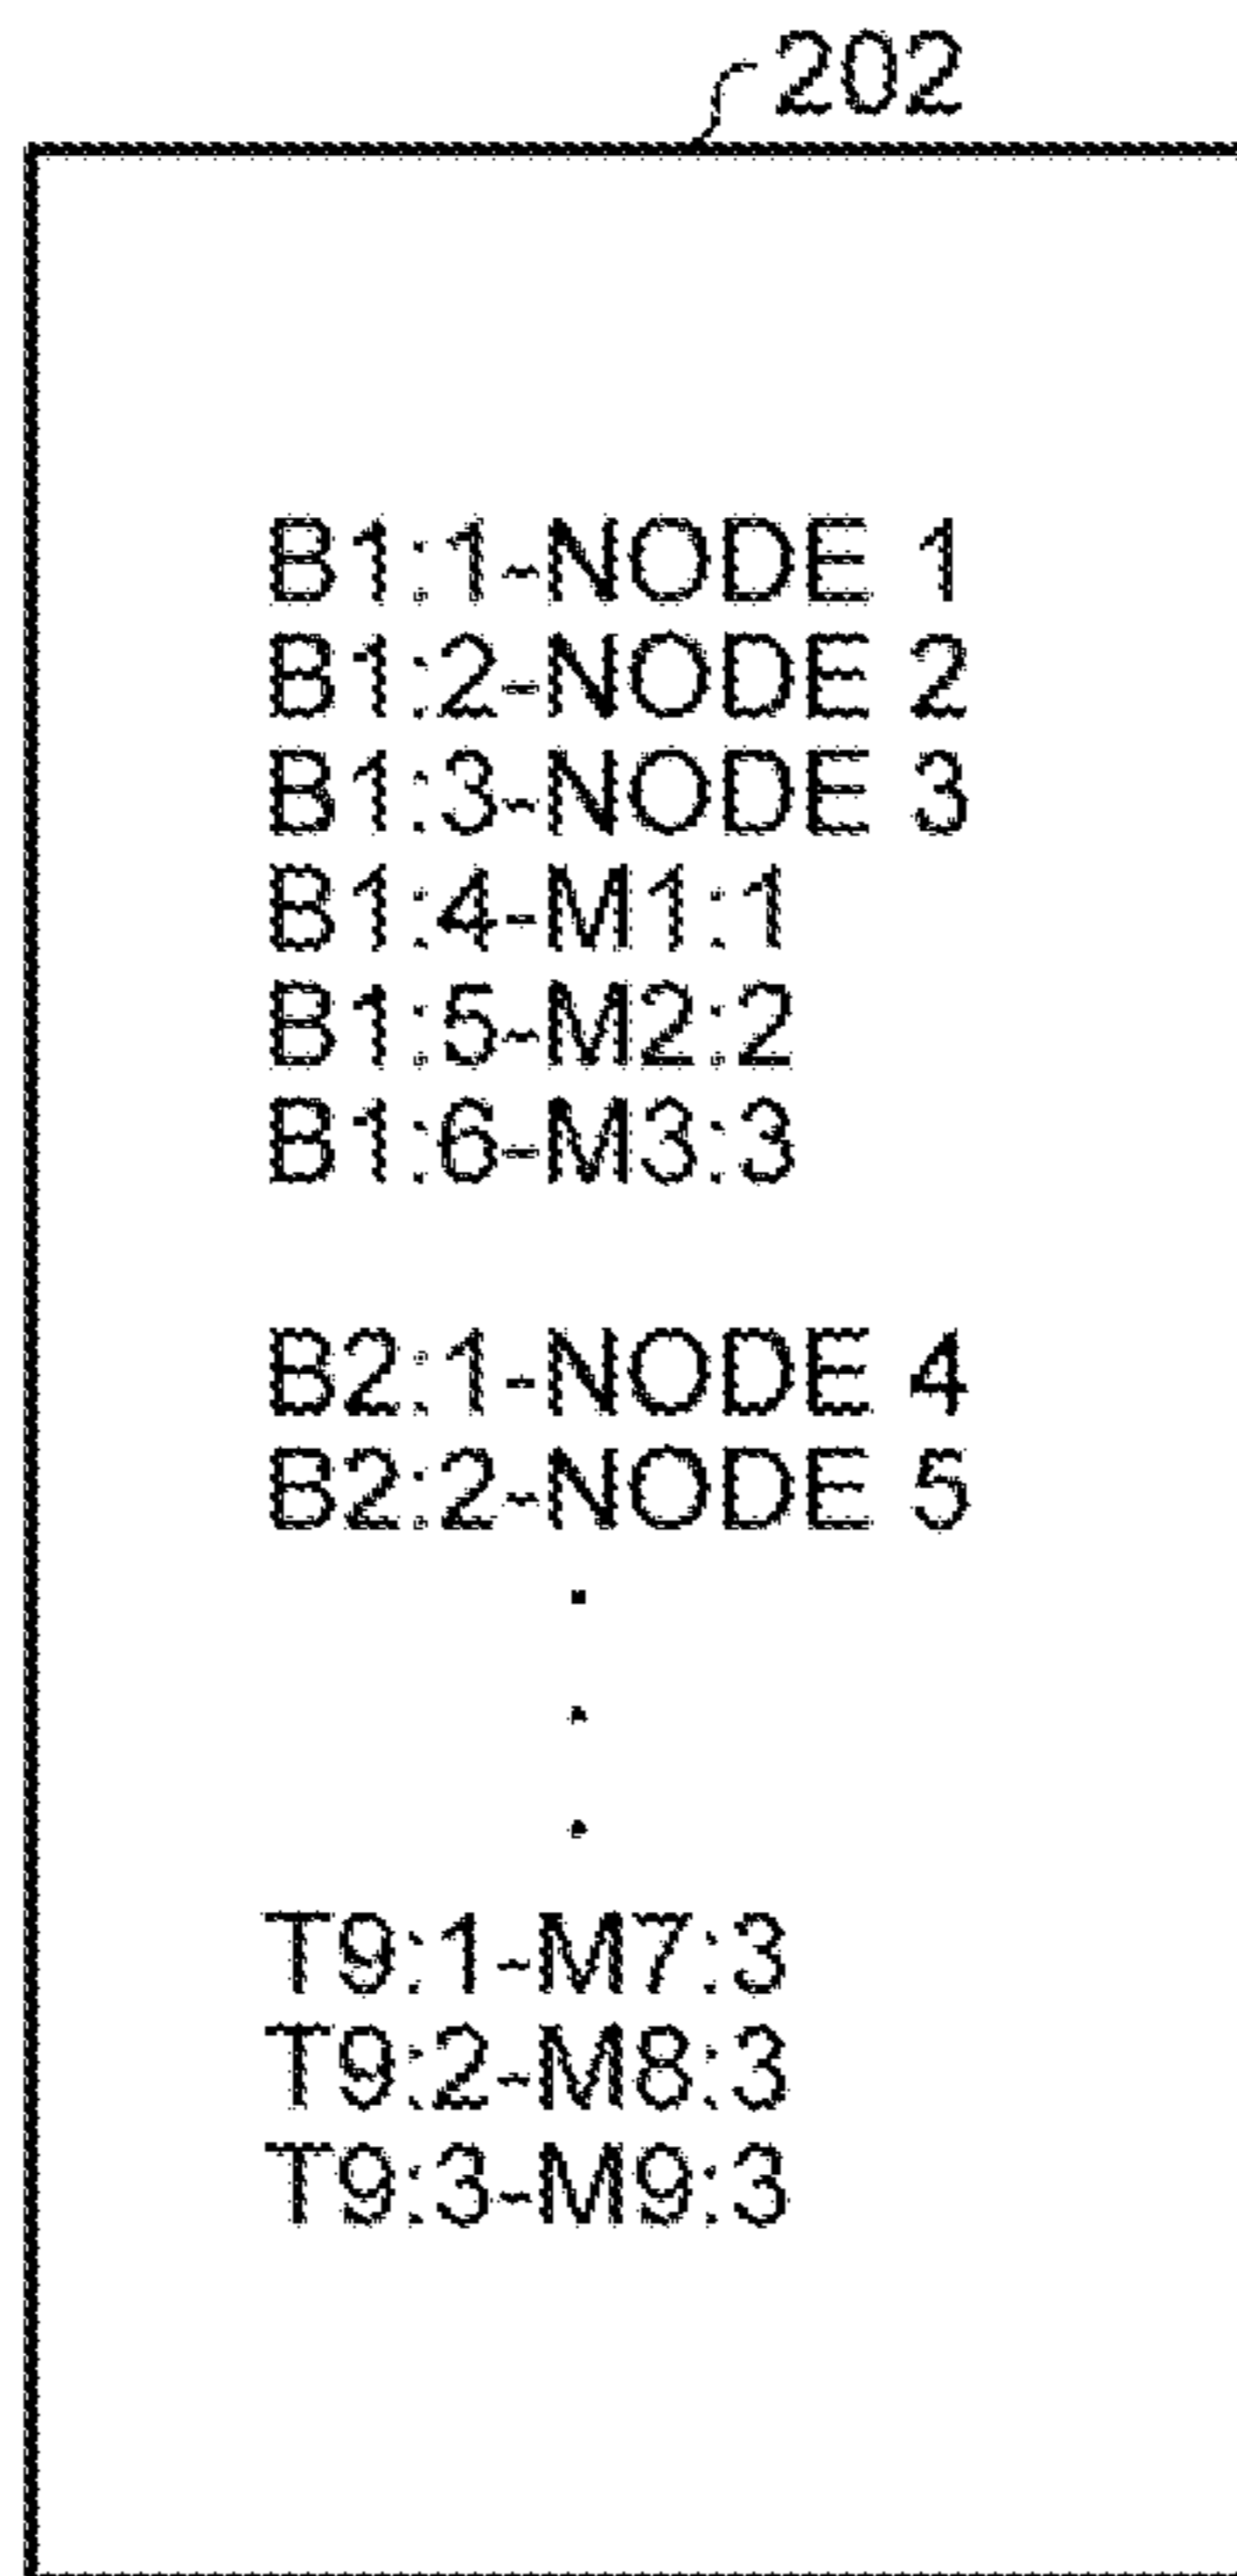 202
B1:1-NODE 1
B1:2-NODE 2
B1:3-NODE 3
B1:4-M1:1
B1:5-M2:2
B1:6-M3:3
B2:1-NODE 4
B2:2-NODE 5
.
.
.
T9:1-M7:3
T9:2-M8:3
T9:3-M9:3